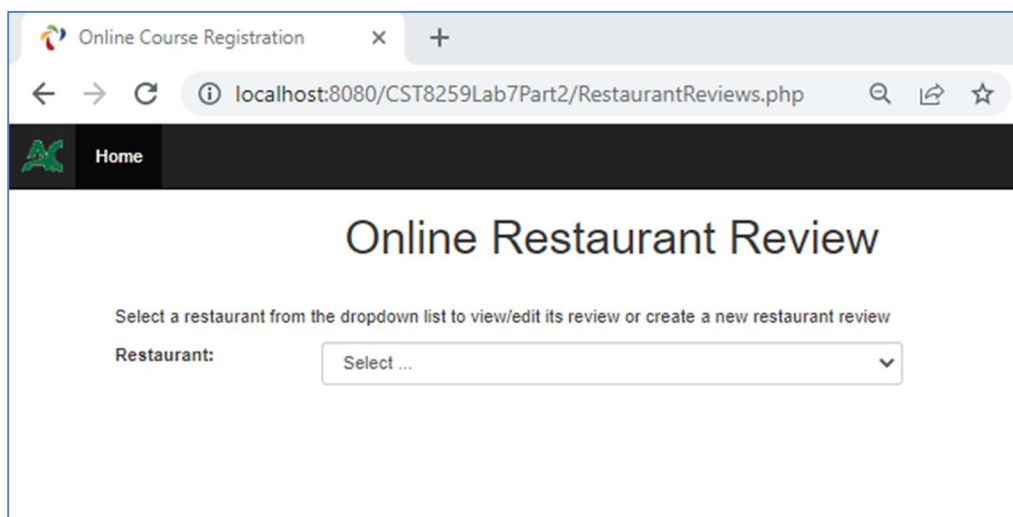 Online Course Registration
localhost:8080/CST8259Lab7Part2/RestaurantReviews.php
AC Home
Online Restaurant Review
Select a restaurant from the dropdown list to view/edit its review or create a new restaurant review
Restaurant: Select ...